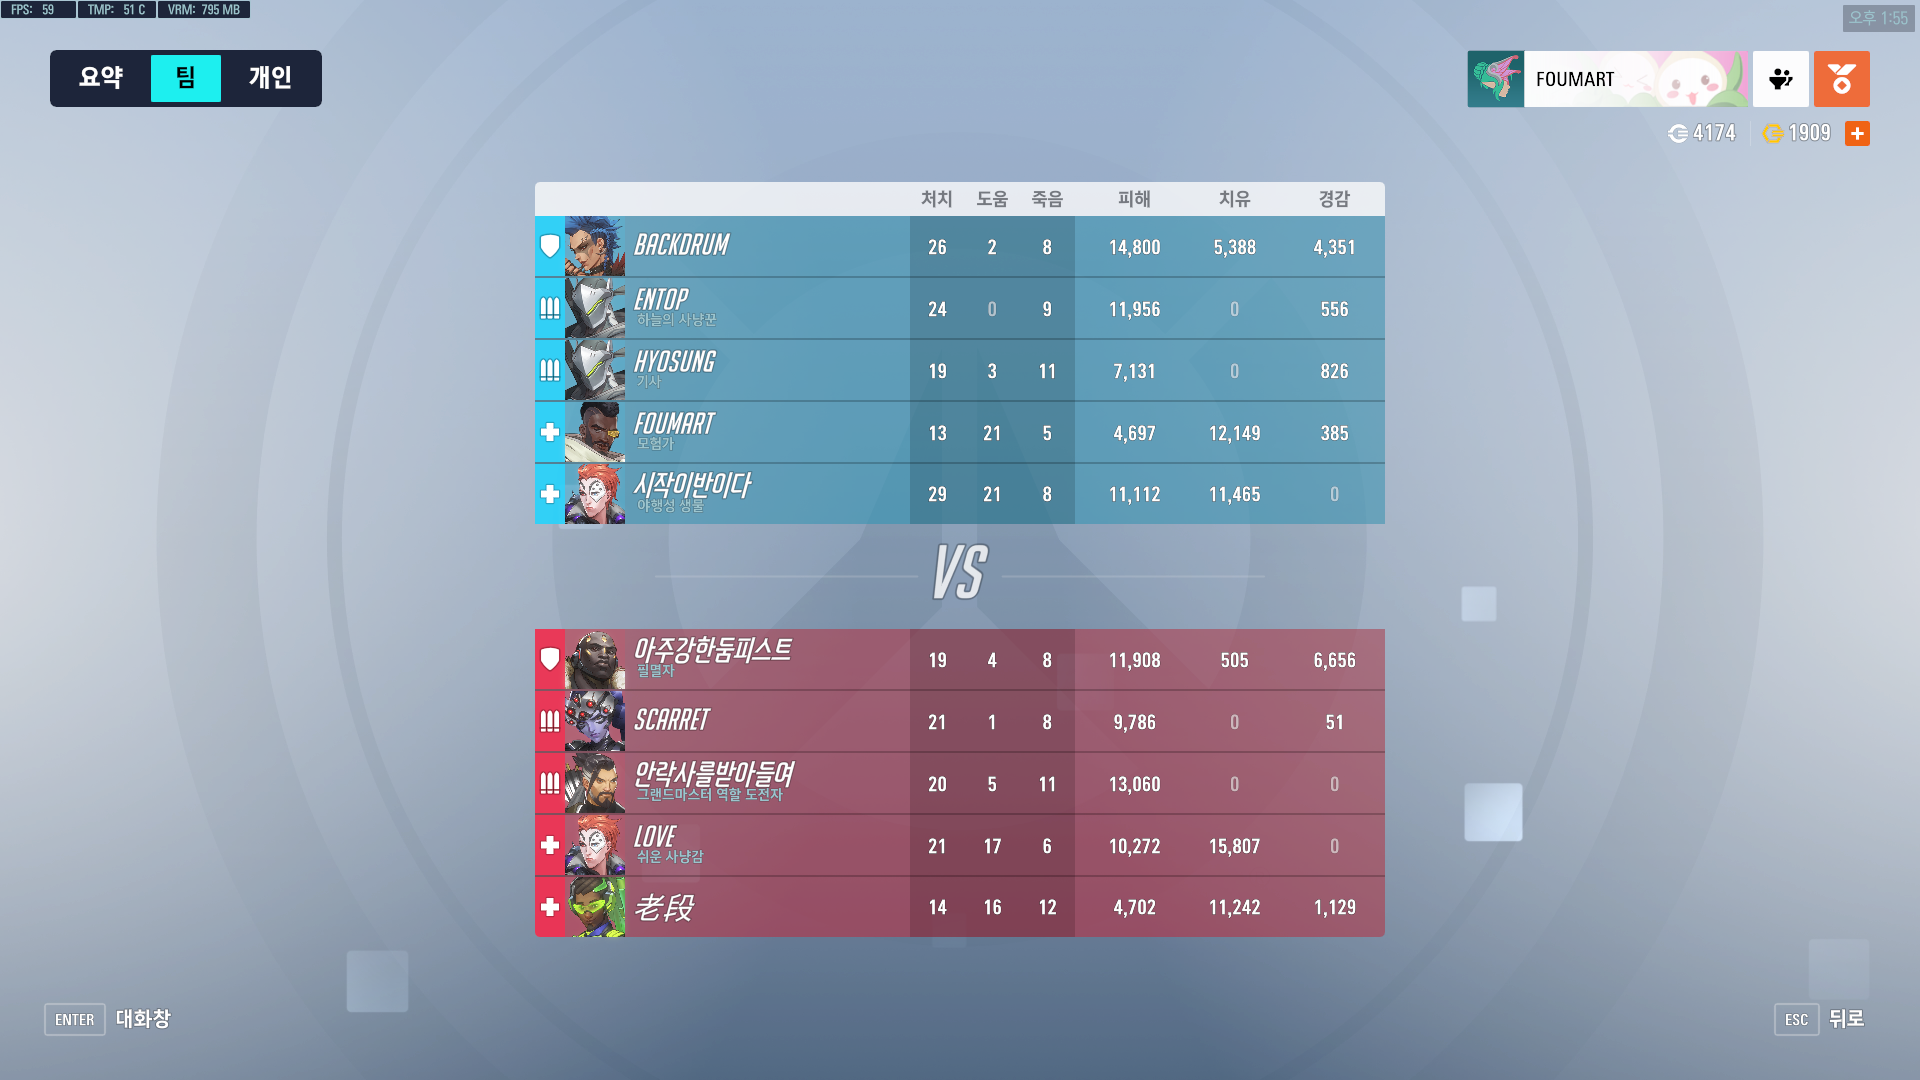 FPS: 59 TMP: 51 C VRM: 795 MB
오후 1:55
요약 팀 개인
FOUMART
4174 1909
처치 도움 죽음 피해 치유 경감
BACKDRUM 26 2 8 14,800 5,388 4,351
ENTOP 24 0 9 11,956 0 556
하늘의 사냥꾼
HYOSUNG 19 3 11 7,131 0 826
기사
FOUMART 13 21 5 4,697 12,149 385
모험가
시작이반이다 29 21 8 11,112 11,465 0
야행성 생물
VS
아주강한둠피스트 19 4 8 11,908 505 6,656
필멸자
SCARRET 21 1 8 9,786 0 51
안락사를받아들여 20 5 11 13,060 0 0
그랜드마스터 역할 도전자
LOVE 21 17 6 10,272 15,807 0
쉬운 사냥감
老段 14 16 12 4,702 11,242 1,129
ENTER 대화창
ESC 뒤로